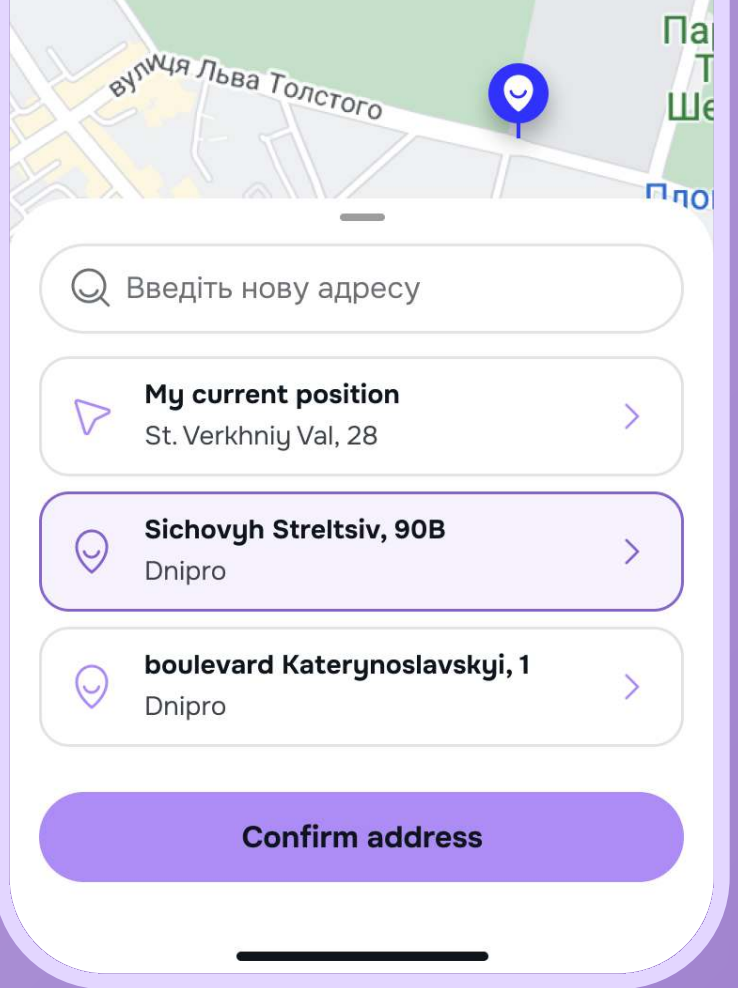 вулиця Льва Толстого
Введіть нову адресу
My current position
St. Verkhniy Val, 28
Sichovyh Streltsiv, 90B
Dnipro
boulevard Katerynoslavskyi, 1
Dnipro
Confirm address